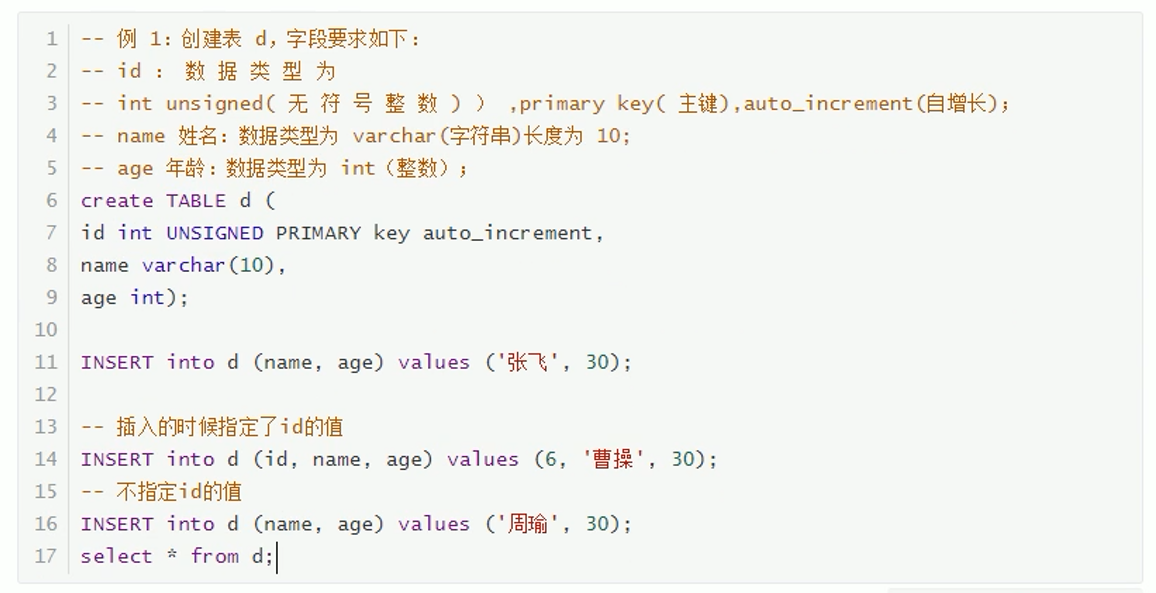 1 -- 例 1：创建表 d，字段要求如下：
2 -- id ： 数 据 类 型 为
3 -- int unsigned( 无 符 号 整 数 ) ） ,primary key( 主键),auto_increment(自增长)；
4 -- name 姓名：数据类型为 varchar(字符串)长度为 10；
5 -- age 年龄：数据类型为 int（整数）；
6 create TABLE d (
7 id int UNSIGNED PRIMARY key auto_increment,
8 name varchar(10),
9 age int);
10
11 INSERT into d (name, age) values ('张飞', 30);
12
13 -- 插入的时候指定了id的值
14 INSERT into d (id, name, age) values (6, '曹操', 30);
15 -- 不指定id的值
16 INSERT into d (name, age) values ('周瑜', 30);
17 select * from d;